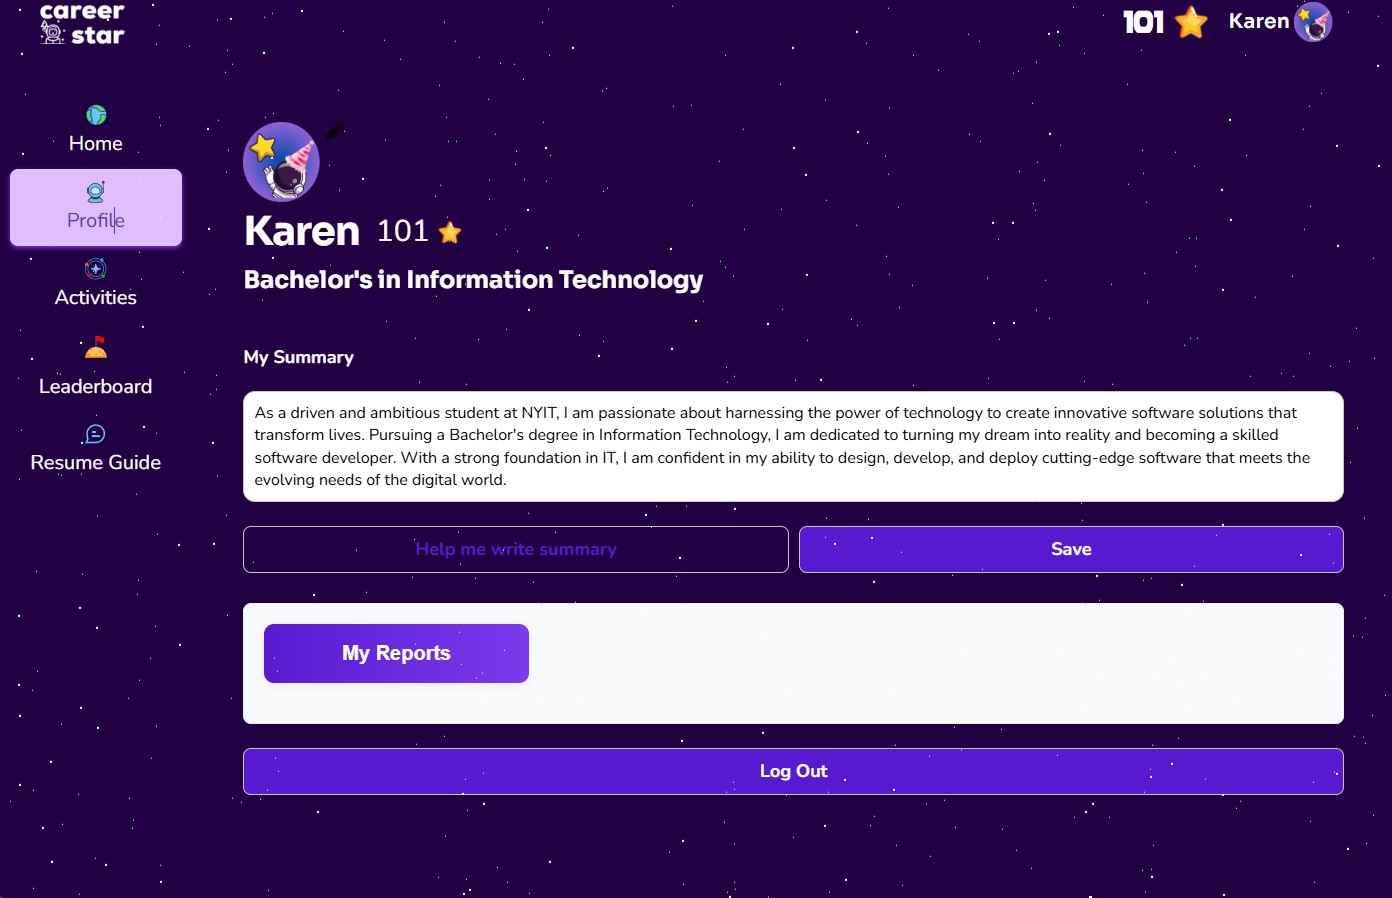 career
star
101
Karen
Home
Profile
Activities
Leaderboard
Resume Guide
Karen 101
Bachelor's in Information Technology
My Summary
As a driven and ambitious student at NYIT, I am passionate about harnessing the power of technology to create innovative software solutions that
transform lives. Pursuing a Bachelor's degree in Information Technology, I am dedicated to turning my dream into reality and becoming a skilled
software developer. With a strong foundation in IT, I am confident in my ability to design, develop, and deploy cutting-edge software that meets the
evolving needs of the digital world.
Help me write summary
Save
My Reports
Log Out